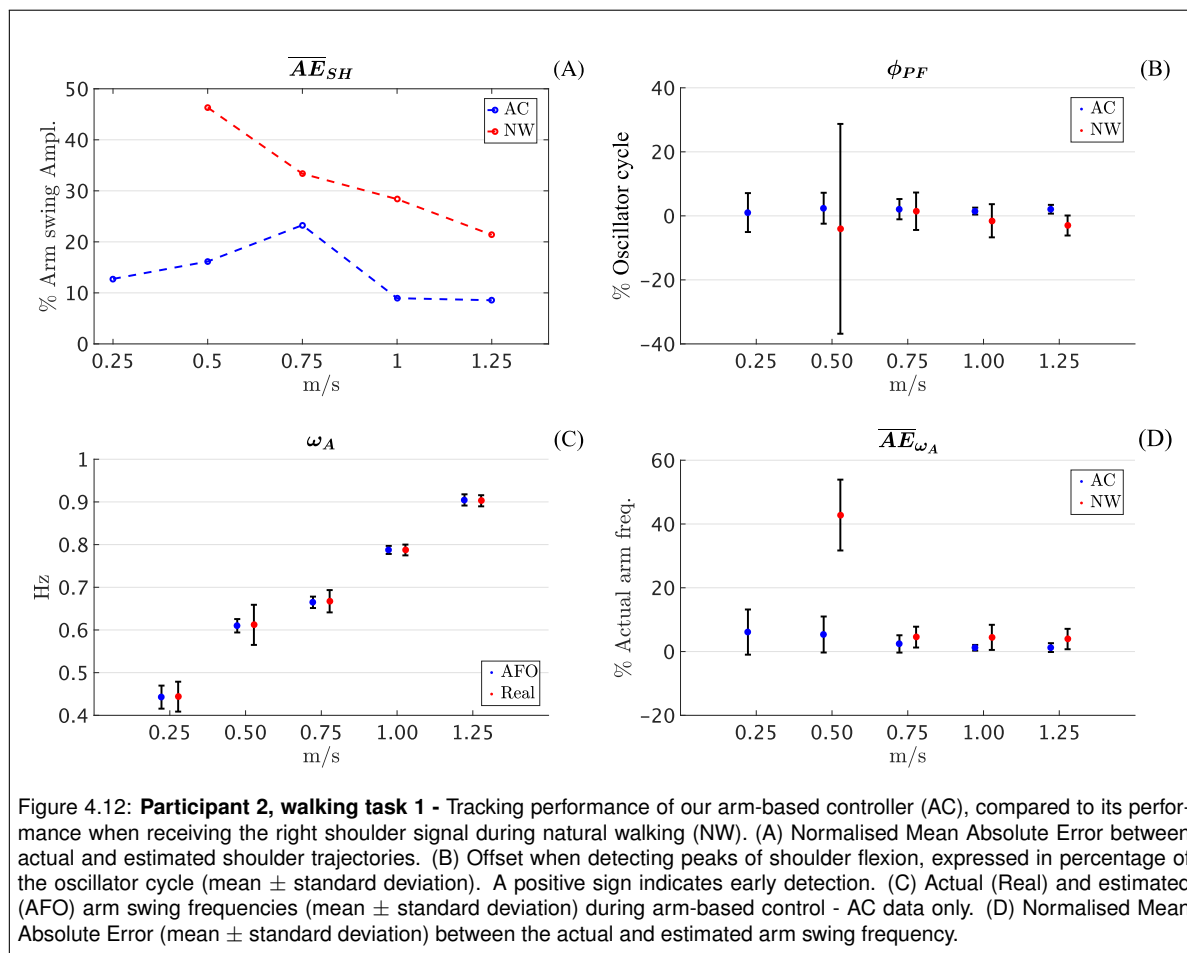 AE_SH
(A)
50
40
30
20
10
0
% Arm swing Ampl.
0.25 0.5 0.75 1 1.25
m/s
AC
NW
ϕ_PF
(B)
40
20
0
-20
-40
% Oscillator cycle
0.25 0.50 0.75 1.00 1.25
m/s
AC
NW
ω_A
(C)
1
0.9
0.8
0.7
0.6
0.5
0.4
Hz
0.25 0.50 0.75 1.00 1.25
m/s
AFO
Real
AE_ω_A
(D)
60
40
20
0
-20
% Actual arm freq.
0.25 0.50 0.75 1.00 1.25
m/s
AC
NW
Figure 4.12: Participant 2, walking task 1 - Tracking performance of our arm-based controller (AC), compared to its perfor-
mance when receiving the right shoulder signal during natural walking (NW). (A) Normalised Mean Absolute Error between
actual and estimated shoulder trajectories. (B) Offset when detecting peaks of shoulder flexion, expressed in percentage of
the oscillator cycle (mean ± standard deviation). A positive sign indicates early detection. (C) Actual (Real) and estimated
(AFO) arm swing frequencies (mean ± standard deviation) during arm-based control - AC data only. (D) Normalised Mean
Absolute Error (mean ± standard deviation) between the actual and estimated arm swing frequency.